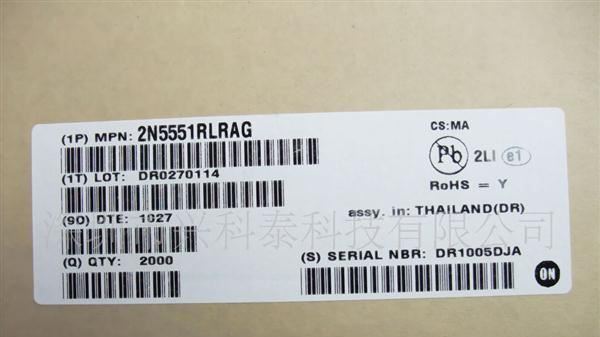 (1P) MPN: 2N5551RLRAG
CS:MA
(1T) LOT: DR0270114
Pb 2LI e1
RoHS = Y
(9D) DTE: 1027
assy. in: THAILAND(DR)
兴科泰科技有限公司
(Q) QTY: 2000
(S) SERIAL NBR: DR1005DJA
ON